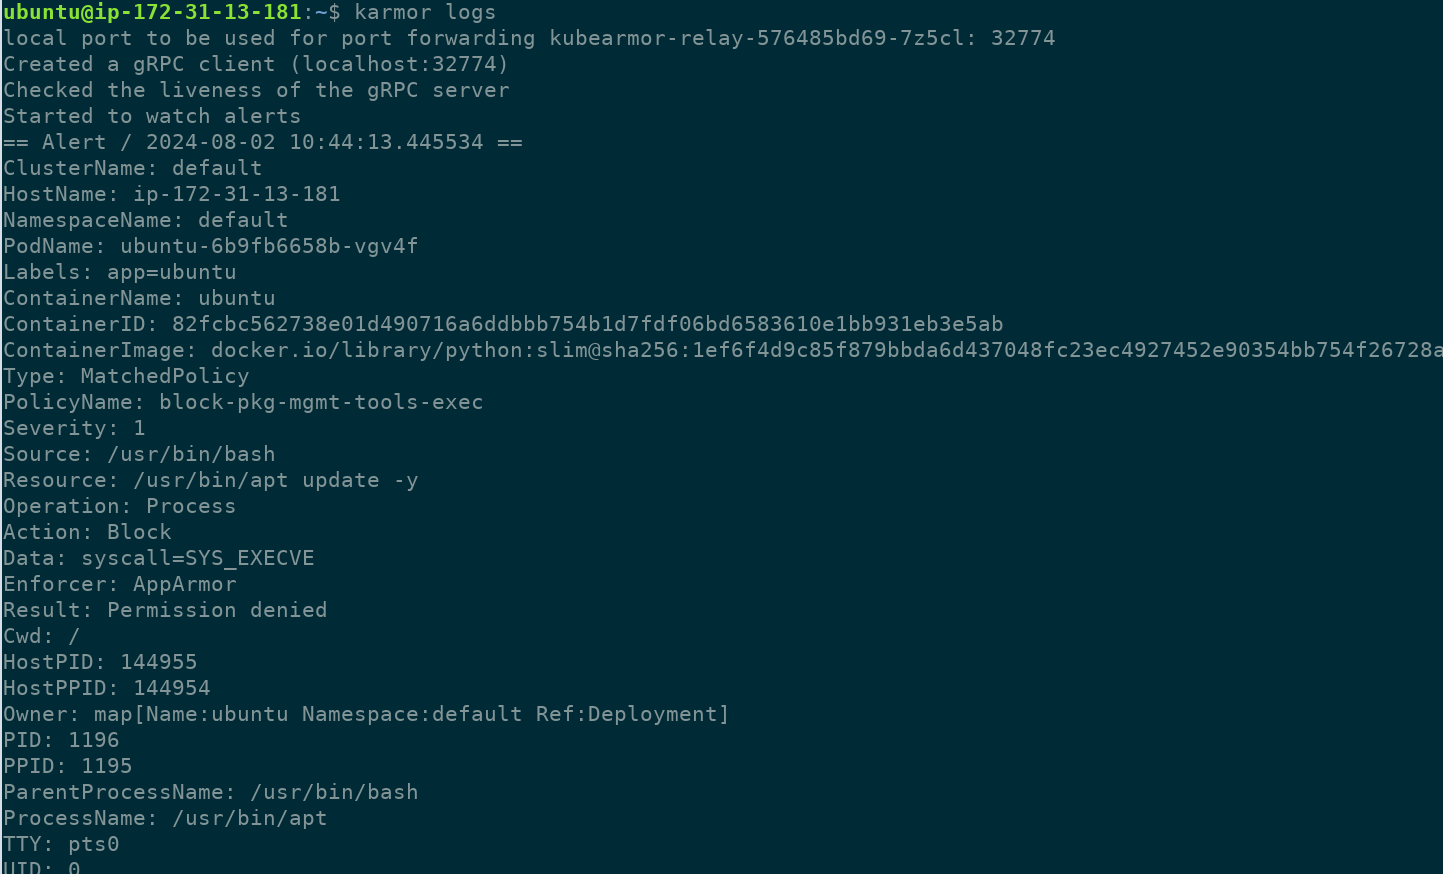 ubuntu@ip-172-31-13-181:~$ karmor logs
local port to be used for port forwarding kubearmor-relay-576485bd69-7z5cl: 32774
Created a gRPC client (localhost:32774)
Checked the liveness of the gRPC server
Started to watch alerts
== Alert / 2024-08-02 10:44:13.445534 ==
ClusterName: default
HostName: ip-172-31-13-181
NamespaceName: default
PodName: ubuntu-6b9fb6658b-vgv4f
Labels: app=ubuntu
ContainerName: ubuntu
ContainerID: 82fcbc562738e01d490716a6ddbbb754b1d7fdf06bd6583610e1bb931eb3e5ab
ContainerImage: docker.io/library/python:slim@sha256:1ef6f4d9c85f879bbda6d437048fc23ec4927452e90354bb754f26728a
Type: MatchedPolicy
PolicyName: block-pkg-mgmt-tools-exec
Severity: 1
Source: /usr/bin/bash
Resource: /usr/bin/apt update -y
Operation: Process
Action: Block
Data: syscall=SYS_EXECVE
Enforcer: AppArmor
Result: Permission denied
Cwd: /
HostPID: 144955
HostPPID: 144954
Owner: map[Name:ubuntu Namespace:default Ref:Deployment]
PID: 1196
PPID: 1195
ParentProcessName: /usr/bin/bash
ProcessName: /usr/bin/apt
TTY: pts0
UID: 0